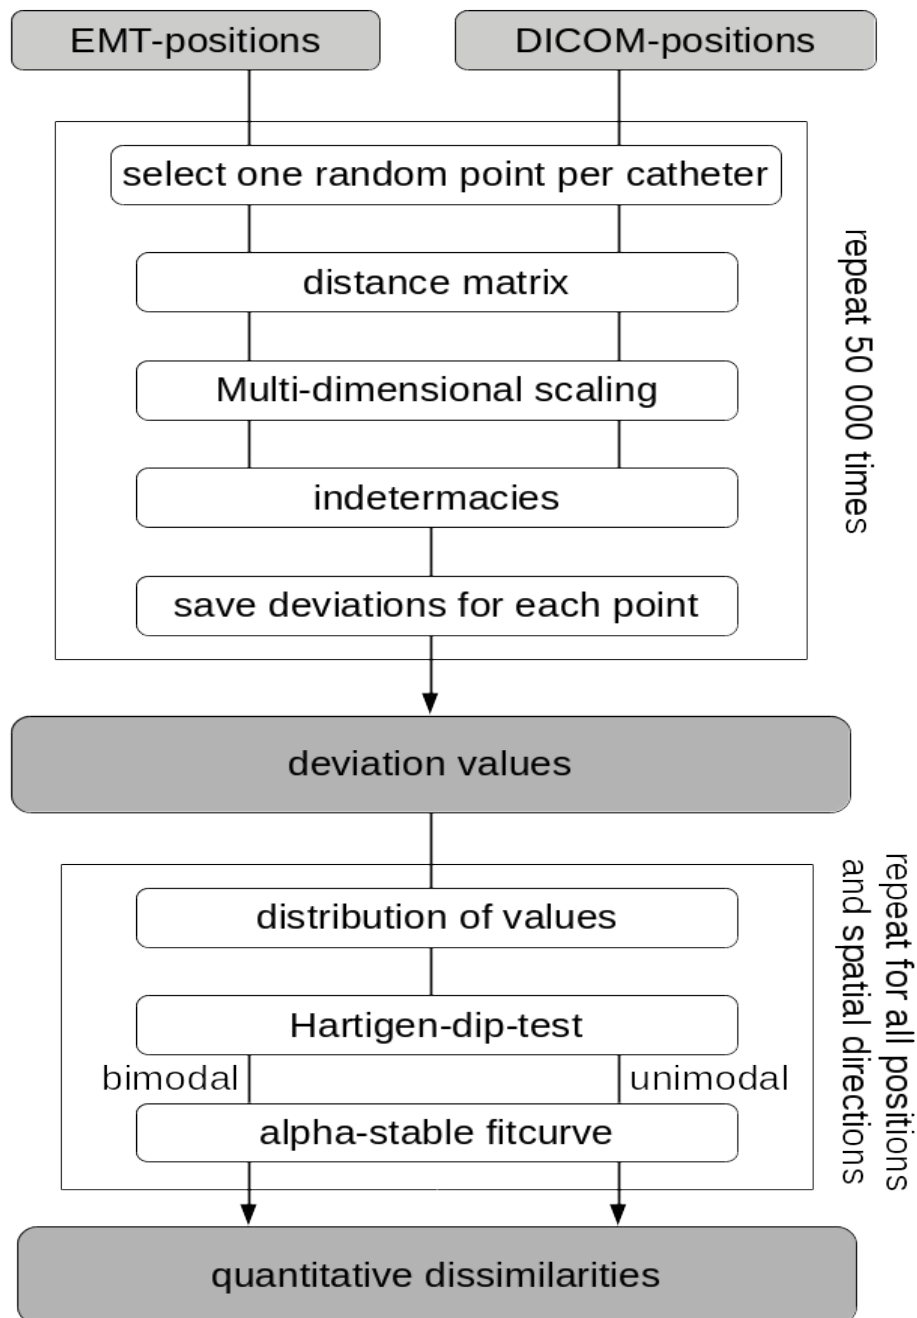 EMT-positions
DICOM-positions
select one random point per catheter
distance matrix
Multi-dimensional scaling
indetermacies
save deviations for each point
repeat 50 000 times
deviation values
distribution of values
Hartigen-dip-test
bimodal
unimodal
alpha-stable fitcurve
repeat for all positions
and spatial directions
quantitative dissimilarities